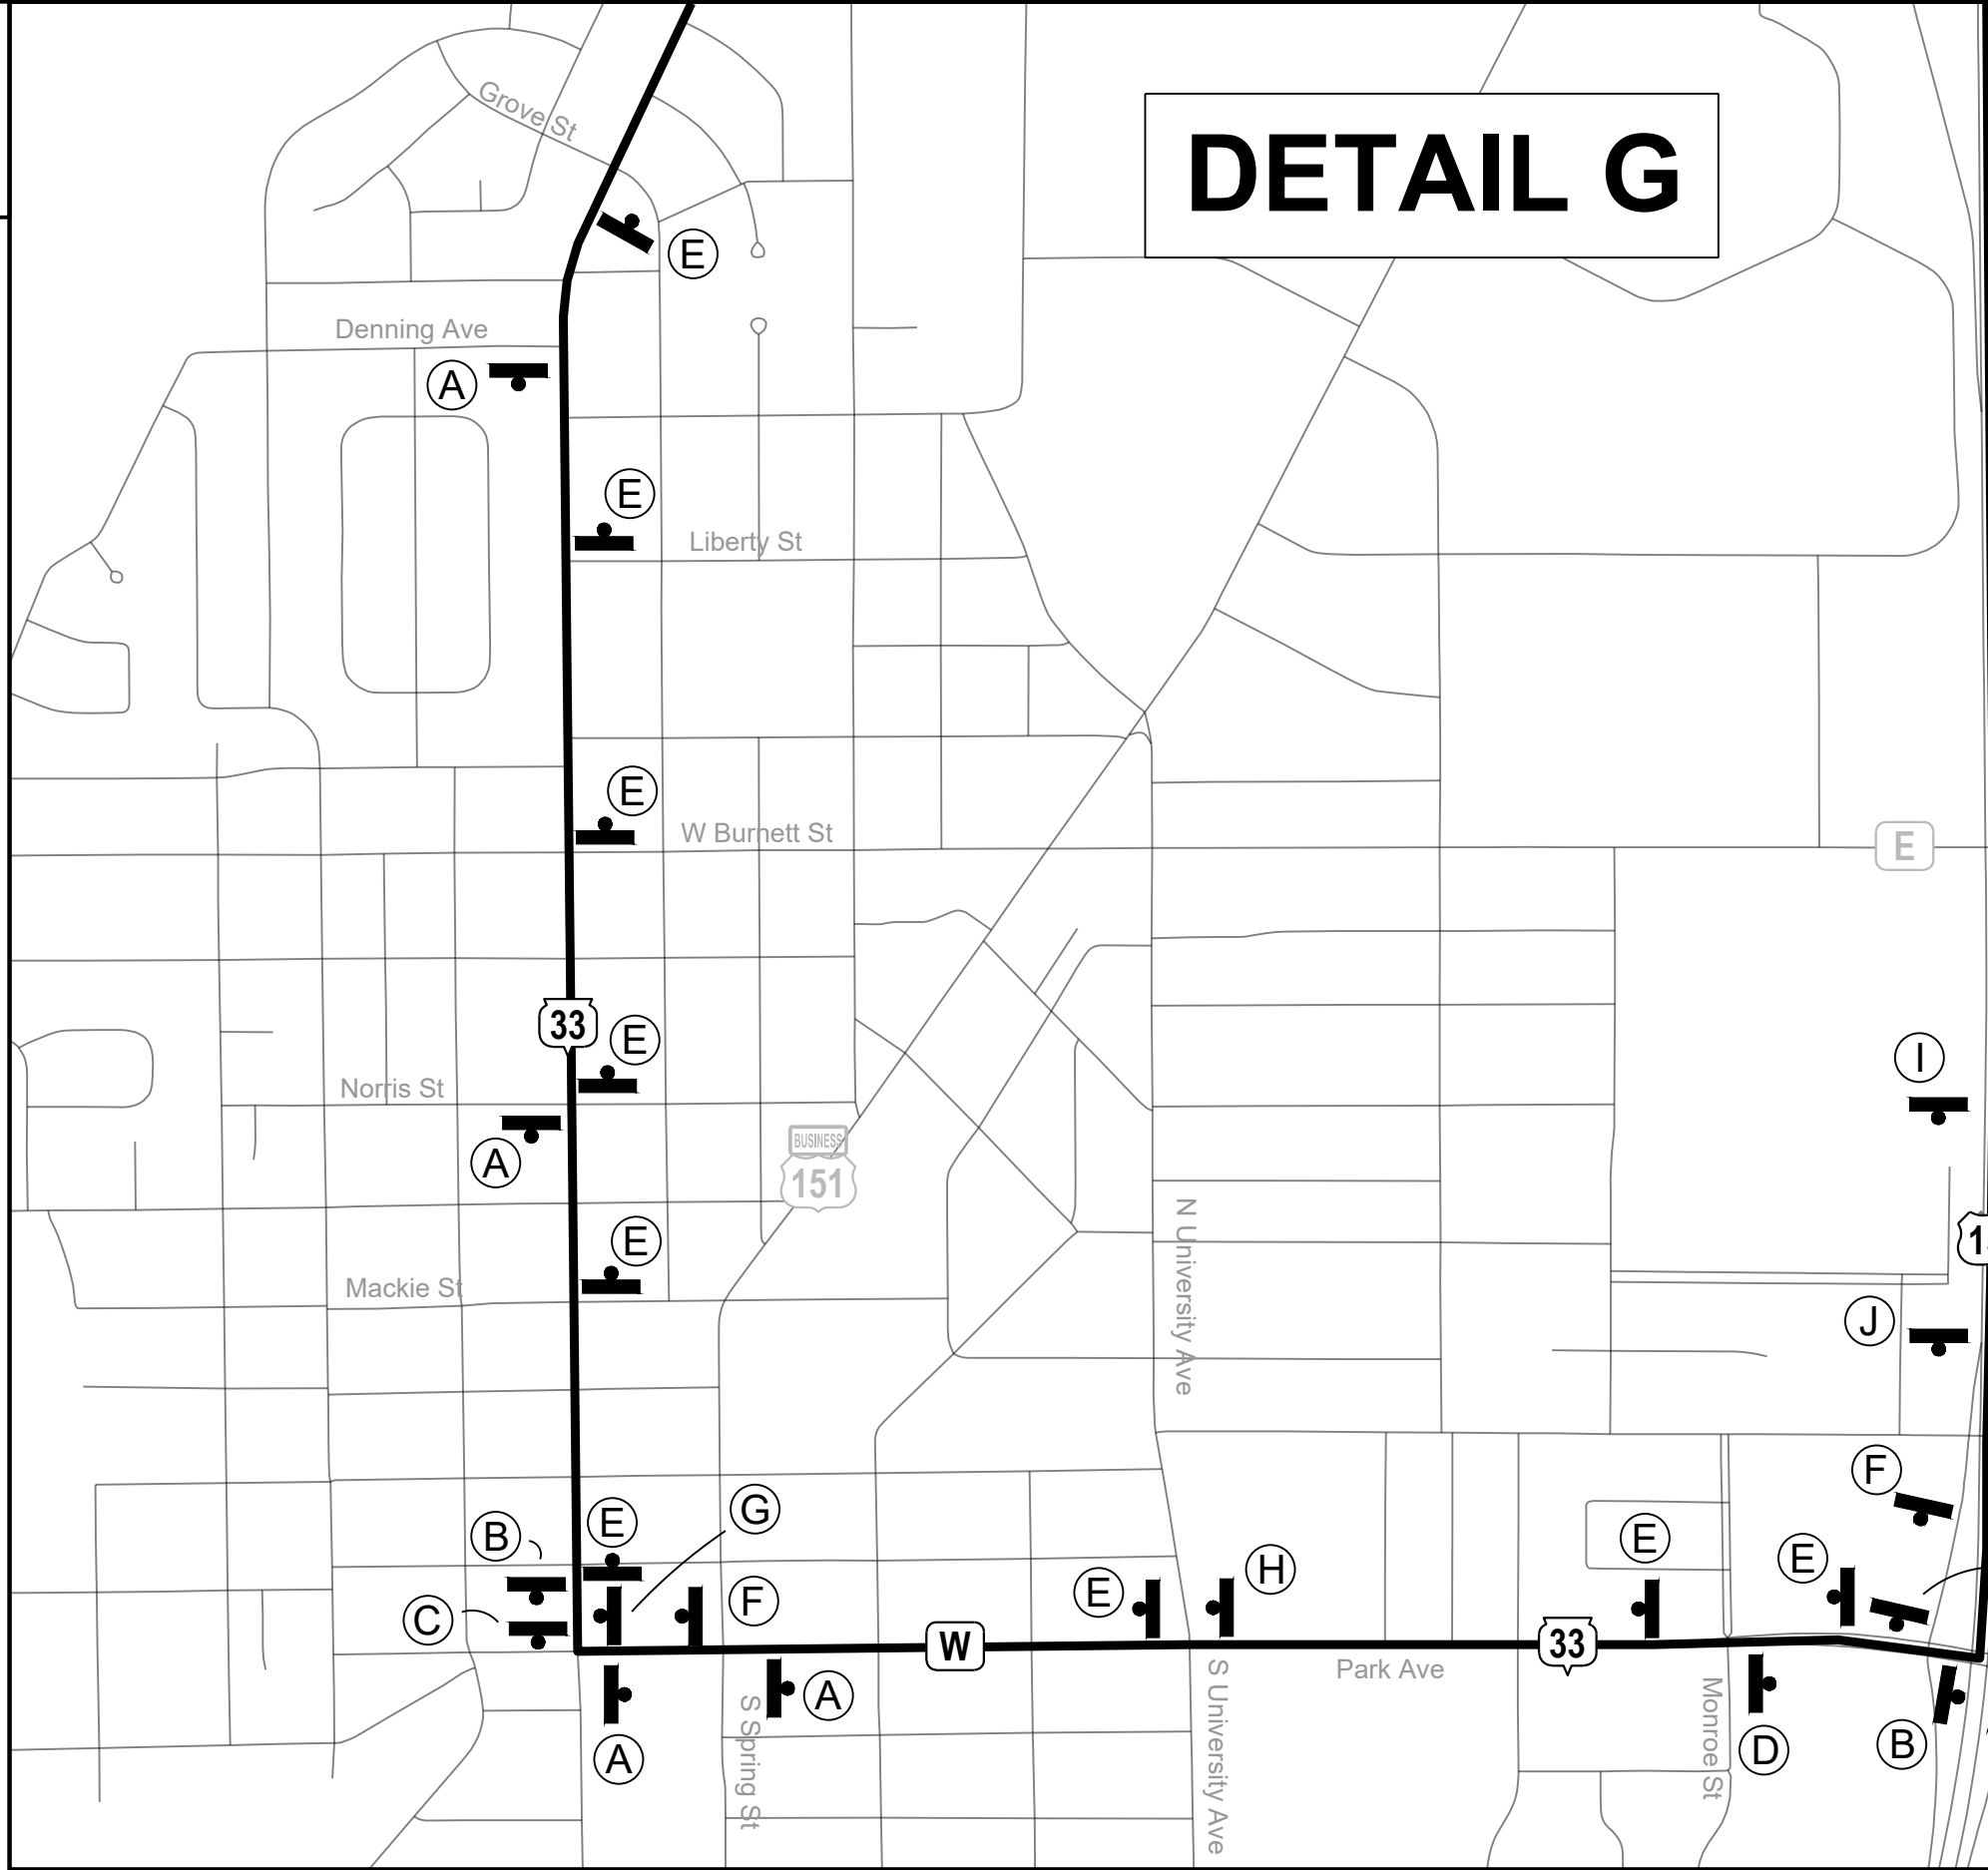 Grove St
DETAIL G
E
Denning Ave
A
E
Liberty St
E
W Burnett St
E
33
E
I
Norris St
A
BUSINESS
151
N University Ave
1
E
Mackie St
J
F
G
B
E
E
E
H
E
F
C
W
33
Park Ave
A
S Spring St
A
S University Ave
Monroe St
D
B